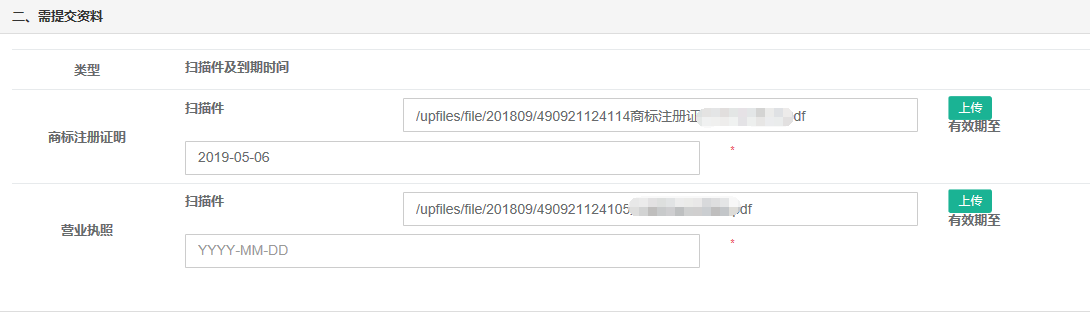 二、需提交资料
类型 扫描件及到期时间
商标注册证明 扫描件 /upfiles/file/201809/490921124114商标注册证 df 上传
有效期至
2019-05-06 *
营业执照 扫描件 /upfiles/file/201809/490921124105 df 上传
有效期至
YYYY-MM-DD *